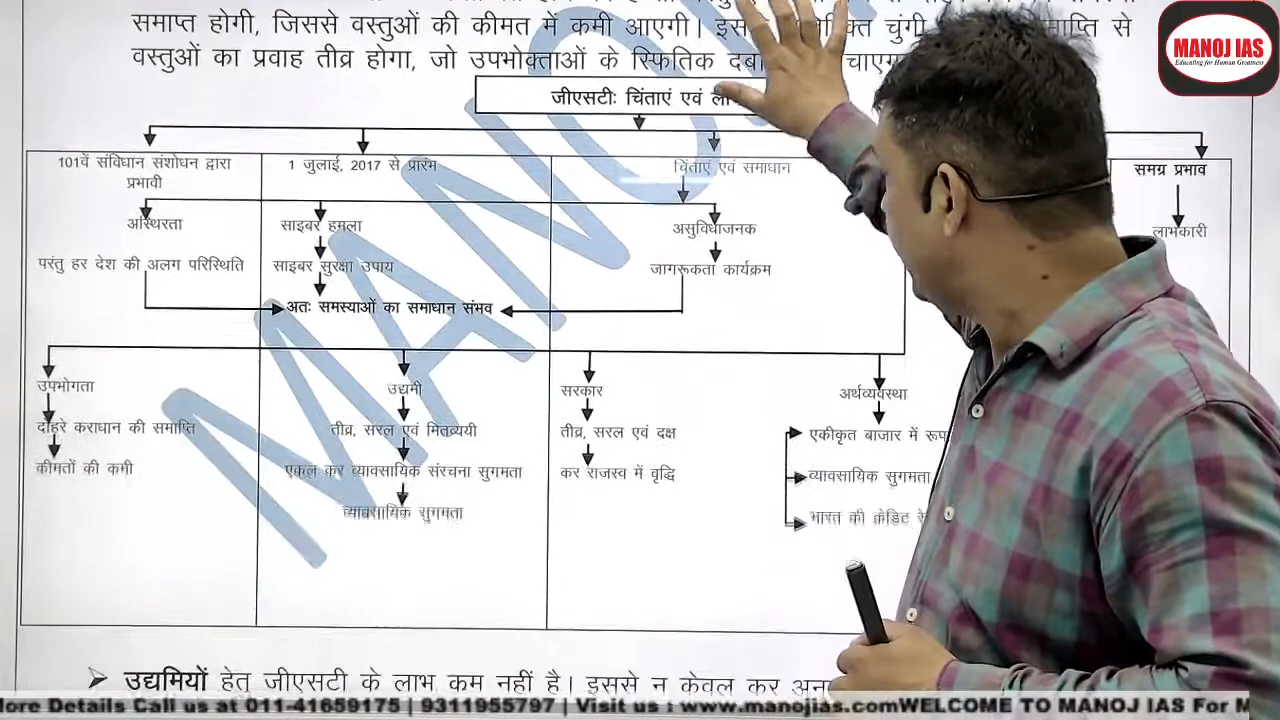 समाप्त होगी, जिससे वस्तुओं की कीमत में कमी आएगी।
वस्तुओं का प्रवाह तीव्र होगा, जो उपभोक्ताओं के स्फितिक
MANOJ IAS
Educating for Human Greatness
जीएसटीः चिंताएं एवं
101वें संविधान संशोधन द्वारा
प्रभावी
1 जुलाई, 2017 से प्रारंभ
चिंताएं एवं समाधान
समग्र प्रभाव
अस्थिरता
साइबर हमला
असुविधाजनक
लाभकारी
परंतु हर देश की अलग परिस्थिति
साइबर सुरक्षा उपाय
जागरूकता कार्यक्रम
अतः समस्याओं का समाधान संभव
उपभोगता
उद्यमी
सरकार
अर्थव्यवस्था
दोहरे कराधान की समाप्ति
तीव्र, सरल एवं मितव्ययी
तीव्र, सरल एवं दक्ष
एकीकृत बाजार में रूप
कीमतों की कमी
एकल कर व्यावसायिक संरचना सुगमता
कर राजस्व में वृद्धि
व्यावसायिक सुगमता
व्यावसायिक सुगमता
भारत की क्रेडिट
उद्यमियों हेतु जीएसटी के लाभ कम नहीं है। इससे न केवल कर
ore Details Call us at 011-41659175 | 9311955797 | Visit us : www.manojias.comWELCOME TO MANOJ IAS For M